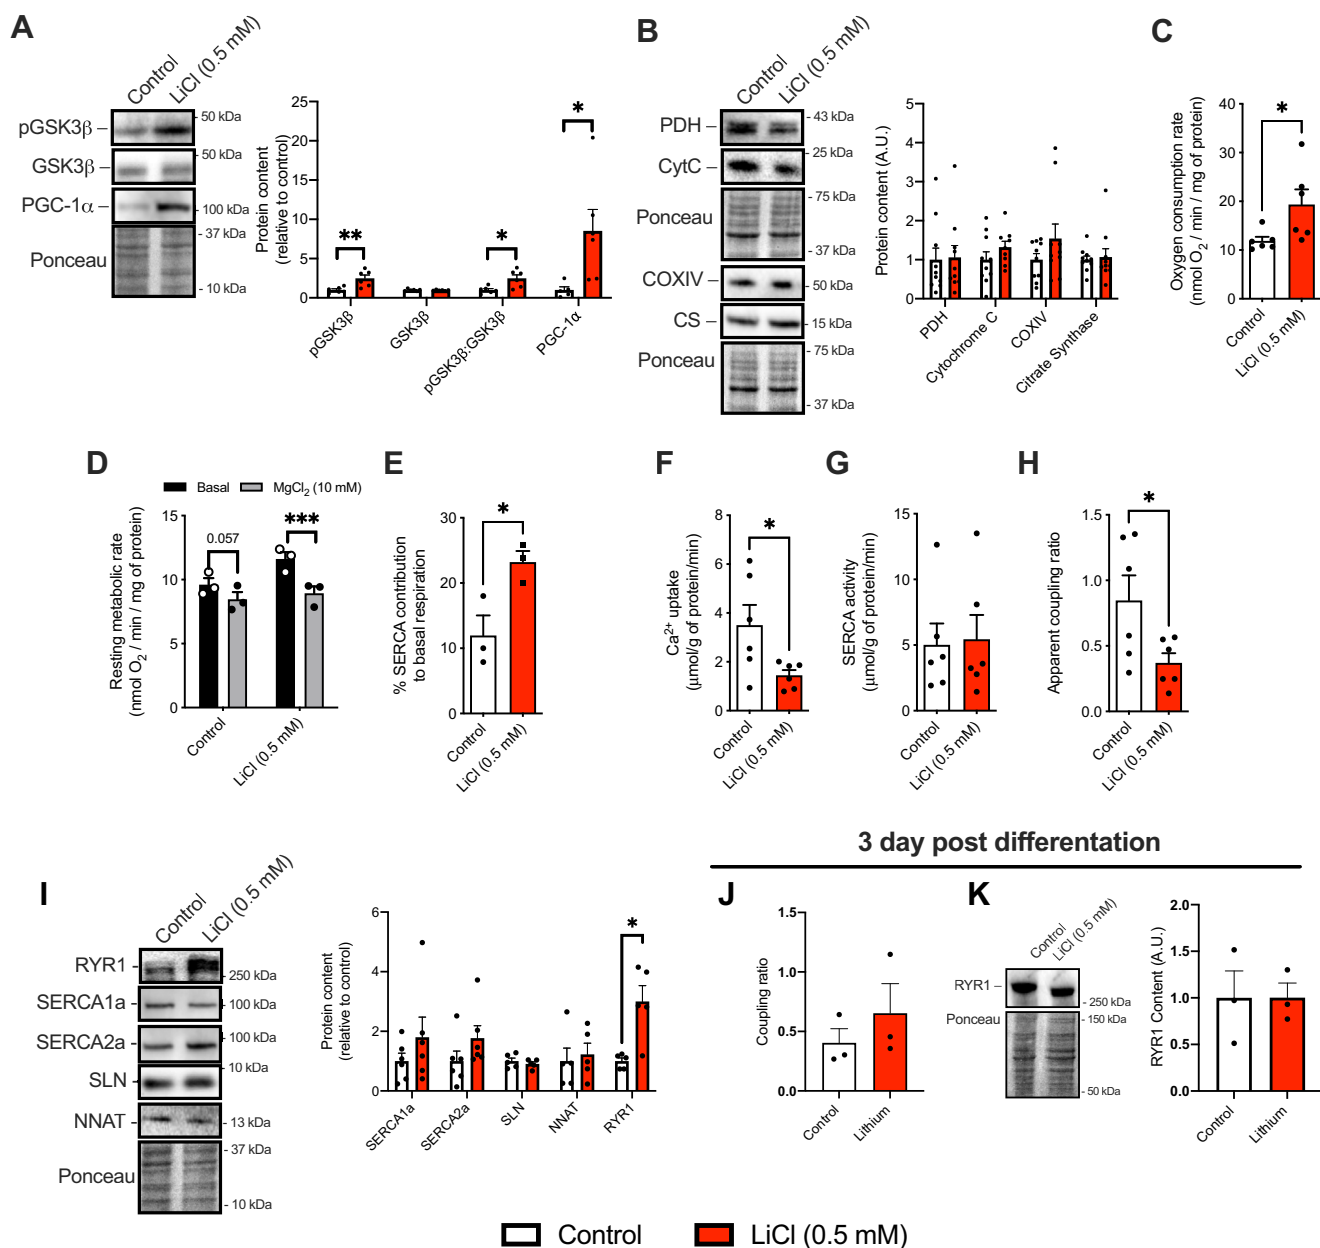 A
Control
LiCl (0.5 mM)
pGSK3β
GSK3β
PGC-1α
Ponceau
- 50 kDa
50 kDa
100 kDa
- 37 kDa
- 10 kDa
Protein content
(relative to control)
25
20
15
10
5
0
**
*
*
pGSK3β
GSK3β
pGSK3β:GSK3β
PGC-1α
B
Control
LiCl (0.5 mM)
PDH
CytC
Ponceau
COXIV
CS
Ponceau
- 43 kDa
25 kDa
- 75 kDa
- 37 kDa
- 50 kDa
- 15 kDa
- 75 kDa
- 37 kDa
Protein content (A.U.)
5
4
3
2
1
0
PDH
Cytochrome C
COXIV
Citrate Synthase
C
Oxygen consumption rate
(nmol O2 / min / mg of protein)
40
30
20
10
0
*
Control
LiCl (0.5 mM)
D
Basal
MgCl2 (10 mM)
Resting metabolic rate
(nmol O2 / min / mg of protein)
15
10
5
0
0.057
***
Control
LiCl (0.5 mM)
E
% SERCA contribution
to basal respiration
30
20
10
0
*
Control
LiCl (0.5 mM)
F
Ca2+ uptake
(μmol/g of protein/min)
8
6
4
2
0
*
Control
LiCl (0.5 mM)
G
SERCA activity
(μmol/g of protein/min)
15
10
5
0
Control
LiCl (0.5 mM)
H
Apparent coupling ratio
1.5
1.0
0.5
0.0
*
Control
LiCl (0.5 mM)
I
Control
LiCl (0.5 mM)
RYR1
SERCA1a
SERCA2a
SLN
NNAT
Ponceau
- 250 kDa
- 100 kDa
- 100 kDa
- 10 kDa
- 13 kDa
- 37 kDa
- 10 kDa
Protein content
(relative to control)
6
4
2
0
*
SERCA1a
SERCA2a
SLN
NNAT
RYR1
3 day post differentation
J
Coupling ratio
1.5
1.0
0.5
0.0
Control
Lithium
K
Control
LiCl (0.5 mM)
RYR1
Ponceau
- 250 kDa
- 150 kDa
- 50 kDa
RYR1 Content (A.U.)
2.0
1.5
1.0
0.5
0.0
Control
Lithium
Control
LiCl (0.5 mM)